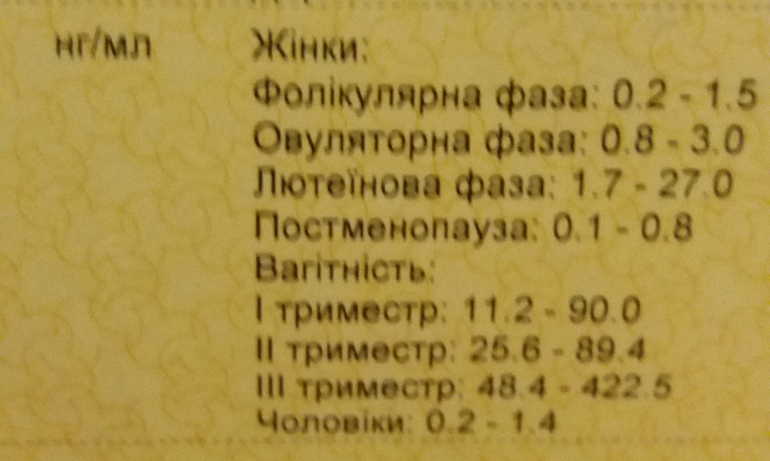 нг/мл Жінки:
Фолікулярна фаза: 0.2 - 1.5
Овуляторна фаза: 0.8 - 3.0
Лютеїнова фаза: 1.7 - 27.0
Постменопауза: 0.1 - 0.8
Вагітність:
I триместр: 11.2 - 90.0
II триместр: 25.6 - 89.4
III триместр: 48.4 - 422.5
Чоловіки: 0.2 - 1.4